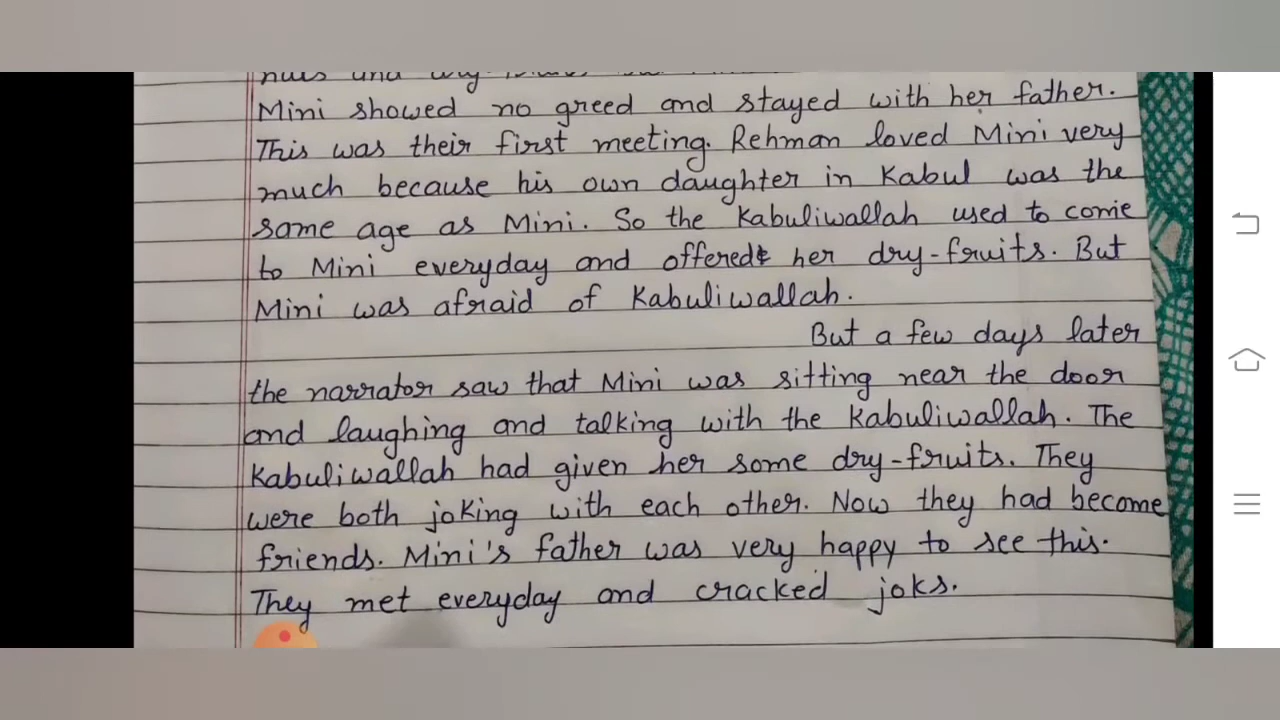 Mini showed no greed and stayed with her father.
This was their first meeting. Rehman loved Mini very
much because his own daughter in Kabul was the
same age as Mini. So the Kabuliwallah used to come
to Mini everyday and offered her dry-fruits. But
Mini was afraid of Kabuliwallah.
But a few days later
the narrator saw that Mini was sitting near the door
and laughing and talking with the Kabuliwallah. The
Kabuliwallah had given her some dry-fruits. They
were both joking with each other. Now they had become
friends. Mini's father was very happy to see this.
They met everyday and cracked joks.